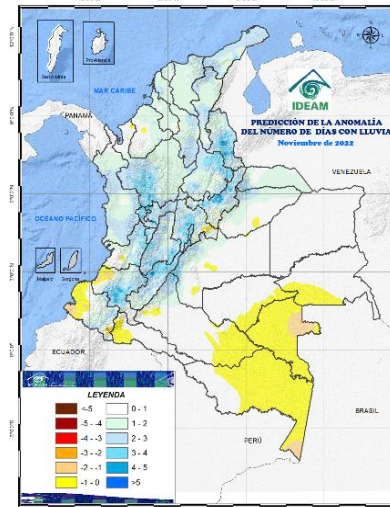 San Andrés
Providencia
MAR CARIBE
PANAMÁ
IDEAM
PREDICCIÓN DE LA ANOMALÍA
DEL NÚMERO DE DÍAS CON LLUVIA
Noviembre de 2022
VENEZUELA
OCEANO PACÍFICO
Malpelo
Gorgona
ECUADOR
BRASIL
PERÚ
LEYENDA
<-5
0 - 1
-5 - -4
1 - 2
-4 - -3
2 - 3
-3 - -2
3 - 4
-2 - -1
4 - 5
-1 - 0
>5